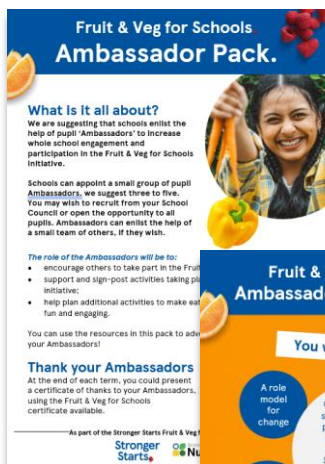 Fruit & Veg for Schools.
Ambassador Pack.
What is it all about?
We are suggesting that schools enlist the
help of pupil ‘Ambassadors’ to increase
whole school engagement and
participation in the Fruit & Veg for Schools
initiative.
Schools can appoint a small group of pupil
Ambassadors, we suggest three to five.
You may wish to recruit from your School
Council or open the opportunity to all
pupils. Ambassadors can enlist the help of
a small team of others, if they wish.
The role of the Ambassadors will be to:
• encourage others to take part in the
• support and sign-post activities taking
initiative;
• help plan additional activities to make
fun and engaging.
You can use the resources in this pack to
your Ambassadors!
Thank your Ambassadors
At the end of each term, you could present
a certificate of thanks to your Ambassadors,
using the Fruit & Veg for Schools
certificate available.
As part of the Stronger Starts Fruit & Veg
Stronger
Starts.
Fruit &
You
A role
model
for
change